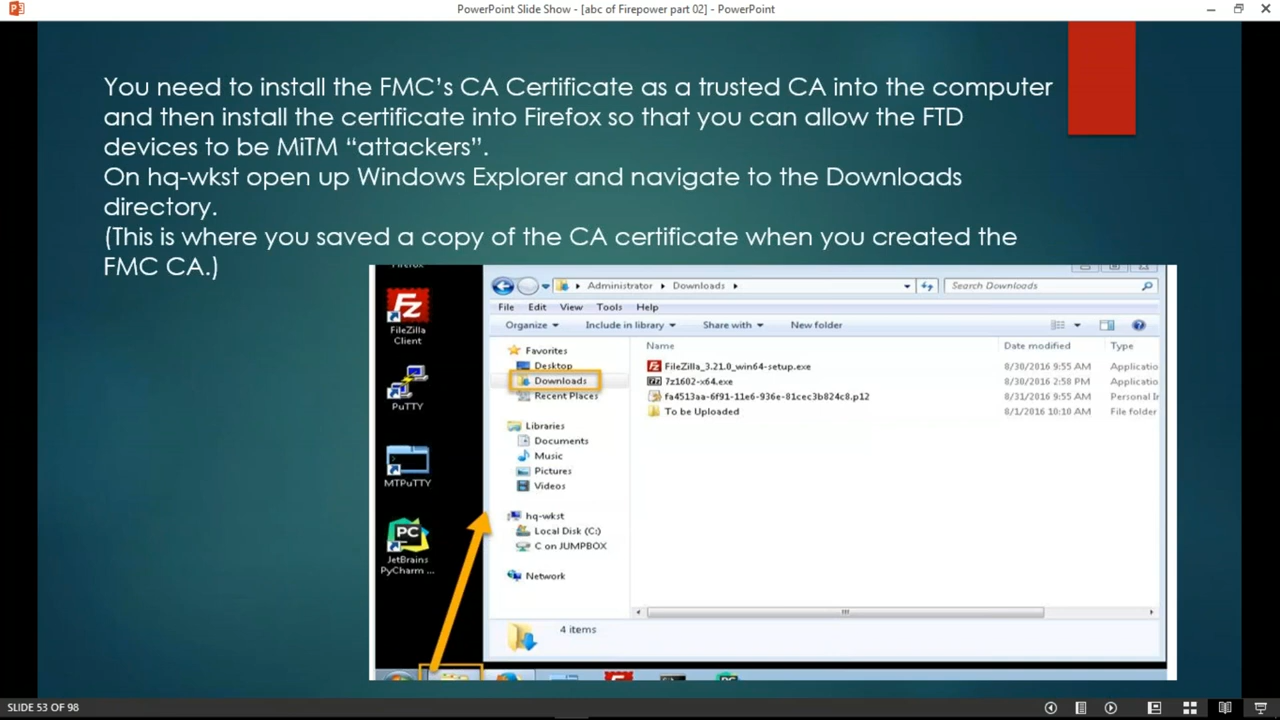 PowerPoint Slide Show - [abc of Firepower part 02] - PowerPoint
You need to install the FMC’s CA Certificate as a trusted CA into the computer
and then install the certificate into Firefox so that you can allow the FTD
devices to be MiTM “attackers”.
On hq-wkst open up Windows Explorer and navigate to the Downloads
directory.
(This is where you saved a copy of the CA certificate when you created the
FMC CA.)
Administrator Downloads Search Downloads
File Edit View Tools Help
Organize Include in library Share with New folder
Name Date modified Type
FileZilla_3.21.0_win64-setup.exe 8/30/2016 9:55 AM Applicatio
7z1602-x64.exe 8/30/2016 2:58 PM Applicatio
fa4513aa-6f91-11e6-936e-81cec3b824c8.p12 8/31/2016 9:55 AM Personal Ir
To be Uploaded 8/1/2016 10:10 AM File folder
Favorites
Desktop
Downloads
Recent Places
Libraries
Documents
Music
Pictures
Videos
hq-wkst
Local Disk (C:)
C on JUMPBOX
Network
4 items
FileZilla
Client
PuTTY
MTPuTTY
PC
JetBrains
PyCharm ...
SLIDE 53 OF 98